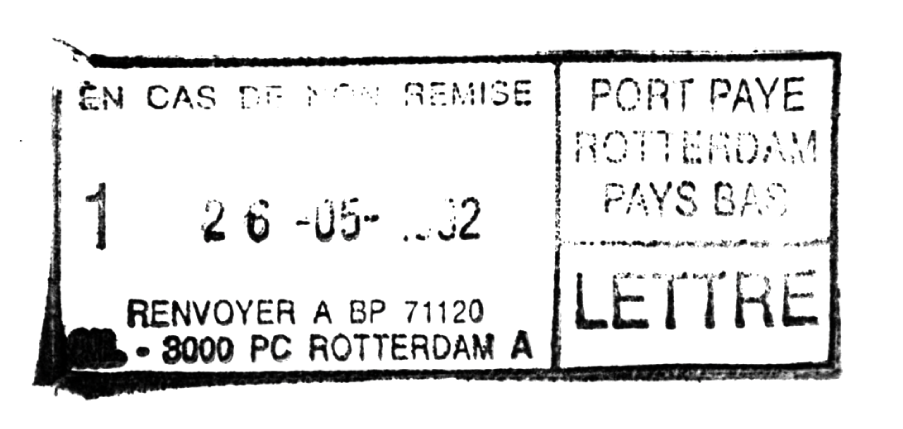 EN CAS DE NON REMISE
1 26 -05-
RENVOYER A BP 71120
- 3000 PC ROTTERDAM A
PORT PAYE
ROTTERDAM
PAYS BAS
LETTRE